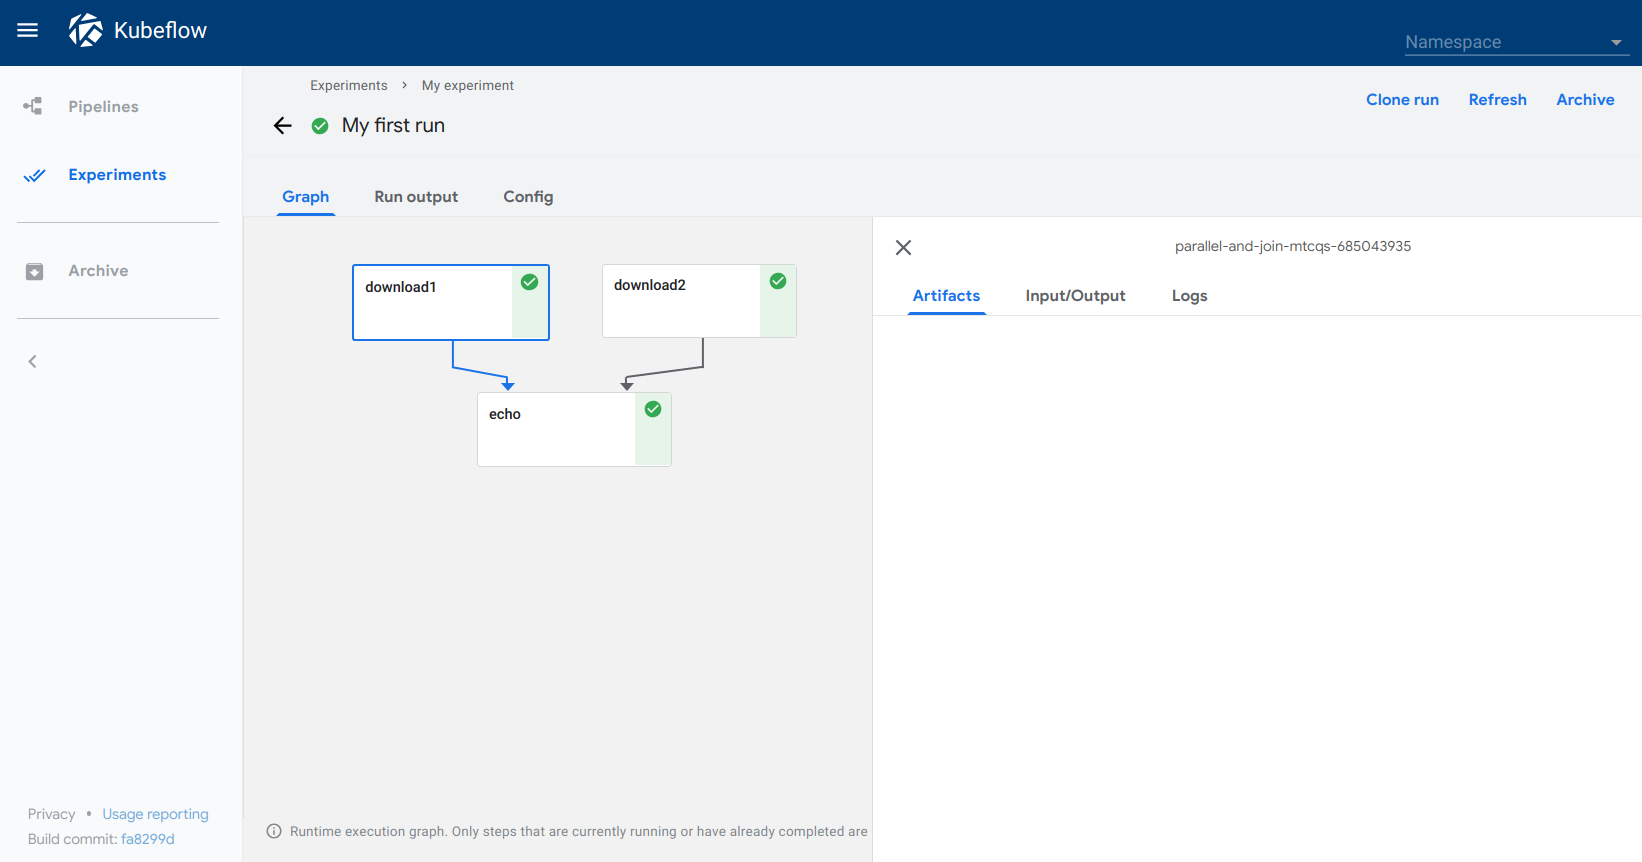 Kubeflow
Namespace
Pipelines
Experiments
Archive
Privacy • Usage reporting
Build commit: fa8299d
Experiments > My experiment
My first run
Clone run Refresh Archive
Graph Run output Config
download1
download2
echo
Runtime execution graph. Only steps that are currently running or have already completed are
parallel-and-join-mtcqs-685043935
Artifacts Input/Output Logs